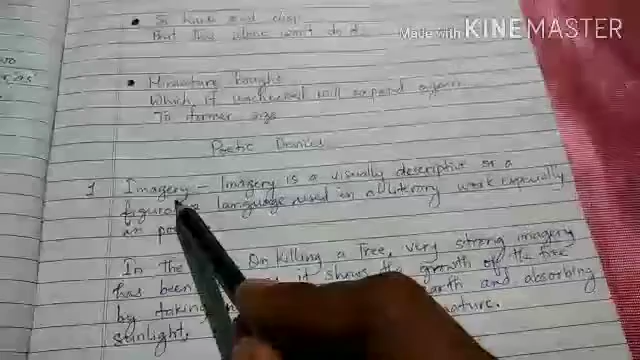 Made with KINEMASTER
To hack and chop
But this alone won't do it.
Miniature boughs
Which if unchecked will expand again
To former size
Poetic Devices
1 Imagery - Imagery is a visually descriptive or a
language used in a literary work especially
in
In the On Killing a Tree, very strong imagery
has been it shows the growth of the tree
by taking earth and absorbing
sunlight.